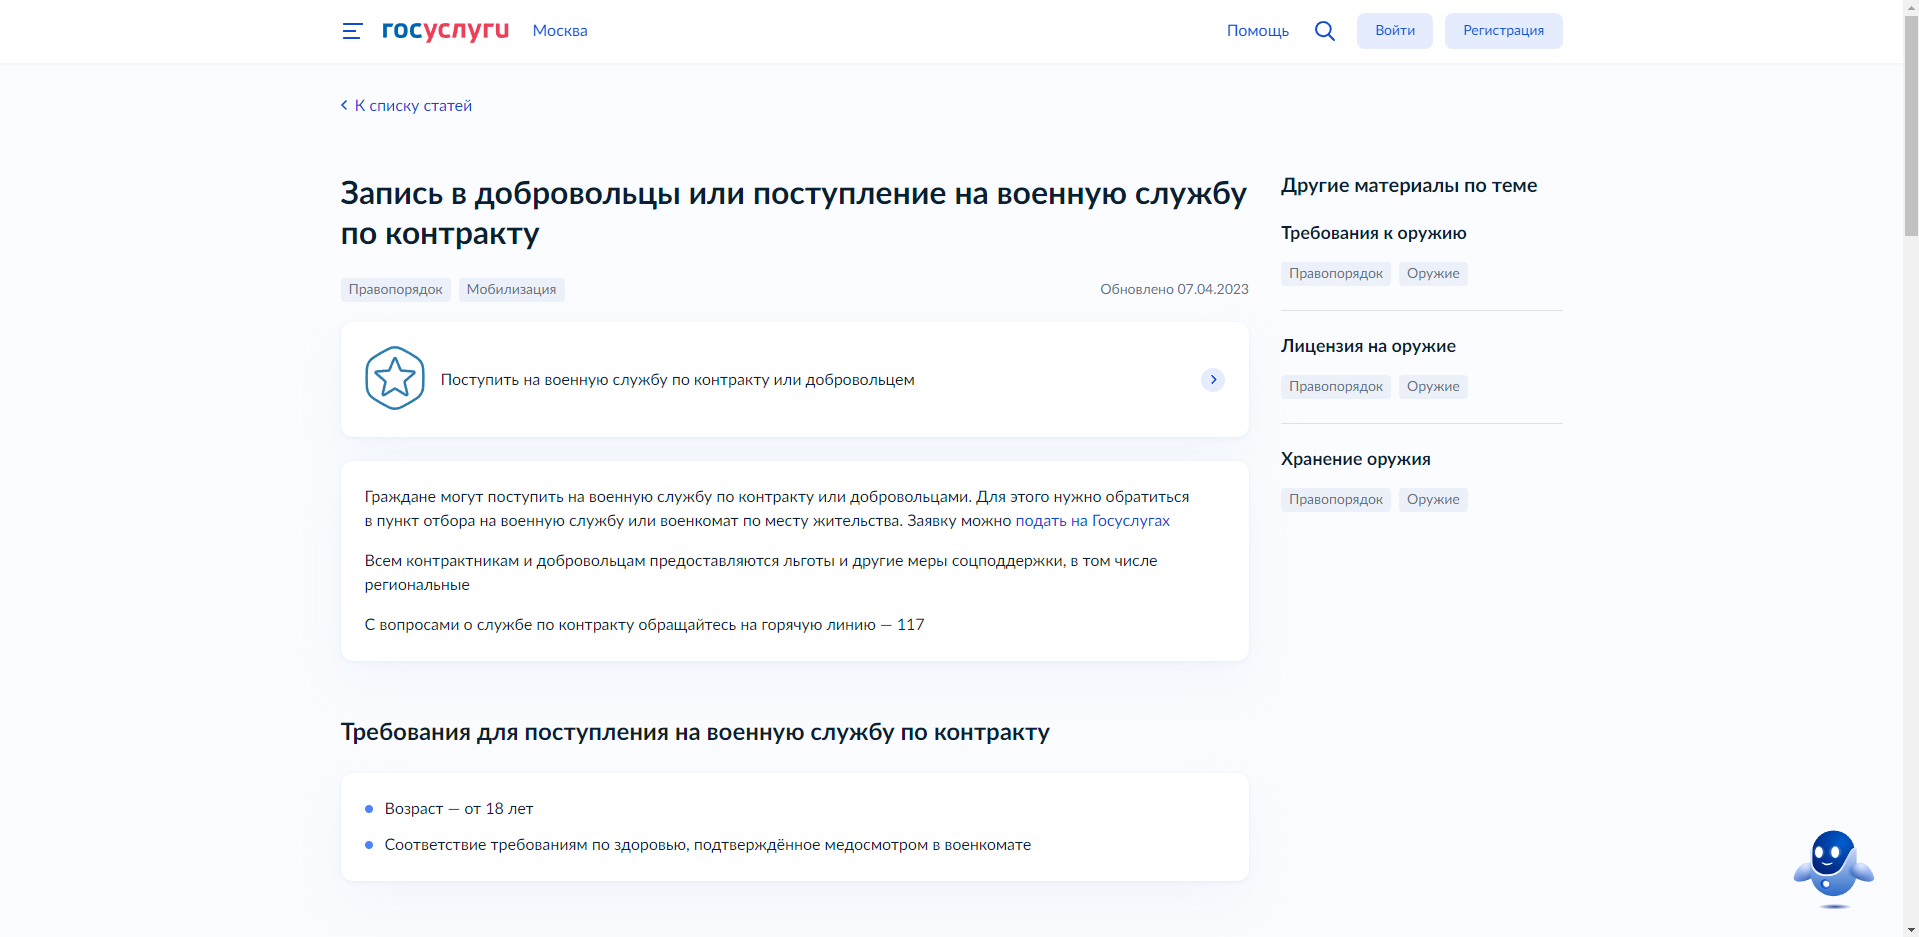 госуслуги
Москва
Помощь
Войти
Регистрация
К списку статей
Запись в добровольцы или поступление на военную службу
по контракту
Правопорядок
Мобилизация
Обновлено 07.04.2023
Поступить на военную службу по контракту или добровольцем
Граждане могут поступить на военную службу по контракту или добровольцами. Для этого нужно обратиться
в пункт отбора на военную службу или военкомат по месту жительства. Заявку можно подать на Госуслугах
Всем контрактникам и добровольцам предоставляются льготы и другие меры соцподдержки, в том числе
региональные
С вопросами о службе по контракту обращайтесь на горячую линию — 117
Требования для поступления на военную службу по контракту
Возраст — от 18 лет
Соответствие требованиям по здоровью, подтверждённое медосмотром в военкомате
Другие материалы по теме
Требования к оружию
Правопорядок
Оружие
Лицензия на оружие
Правопорядок
Оружие
Хранение оружия
Правопорядок
Оружие